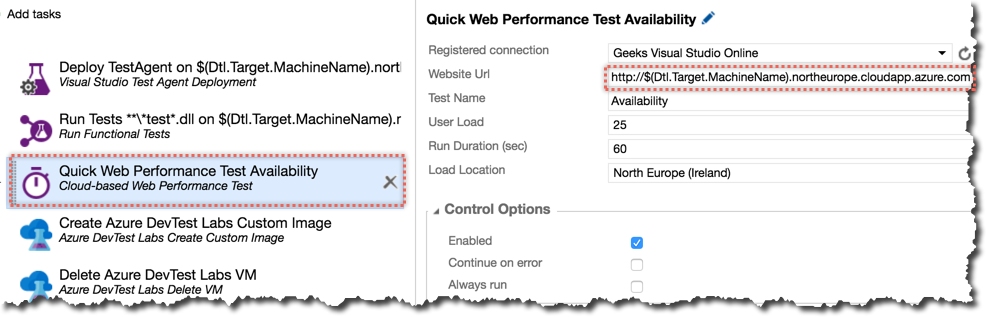 Add tasks
Deploy TestAgent on $(Dtl.Target.MachineName).nortl
Visual Studio Test Agent Deployment
Run Tests **\*test*.dll on $(Dtl.Target.MachineName).r
Run Functional Tests
Quick Web Performance Test Availability
Cloud-based Web Performance Test
Create Azure DevTest Labs Custom Image
Azure DevTest Labs Create Custom Image
Delete Azure DevTest Labs VM
Azure DevTest Labs Delete VM
Quick Web Performance Test Availability
Registered connection
Geeks Visual Studio Online
Website Url
http://$(Dtl.Target.MachineName).northeurope.cloudapp.azure.com
Test Name
Availability
User Load
25
Run Duration (sec)
60
Load Location
North Europe (Ireland)
Control Options
Enabled
Continue on error
Always run